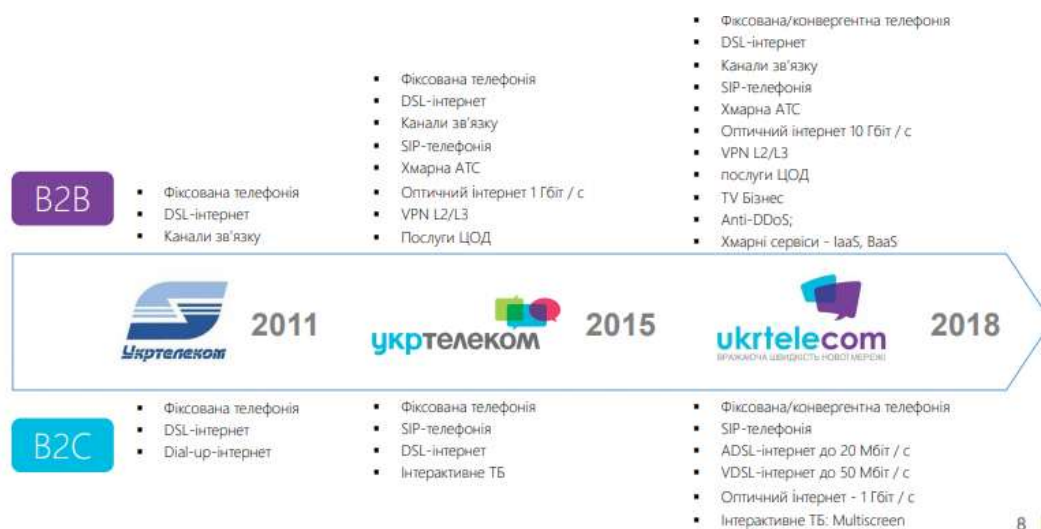 B2B
▪ Фіксована телефонія
▪ DSL-інтернет
▪ Канали зв'язку
▪ Фіксована телефонія
▪ DSL-інтернет
▪ Канали зв'язку
▪ SIP-телефонія
▪ Хмарна АТС
▪ Оптичний інтернет 1 Гбіт / с
▪ VPN L2/L3
▪ Послуги ЦОД
▪ Фіксована/конвергентна телефонія
▪ DSL-інтернет
▪ Канали зв'язку
▪ SIP-телефонія
▪ Хмарна АТС
▪ Оптичний інтернет 10 Гбіт / с
▪ VPN L2/L3
▪ послуги ЦОД
▪ TV Бізнес
▪ Anti-DDoS;
▪ Хмарні сервіси - IaaS, BaaS
Укртелеком
2011
укртелеком
2015
ukrtelecom
ВРАЖАЮЧА ШВИДКІСТЬ НОВОЇ МЕРЕЖІ
2018
B2C
▪ Фіксована телефонія
▪ DSL-інтернет
▪ Dial-up-інтернет
▪ Фіксована телефонія
▪ SIP-телефонія
▪ DSL-інтернет
▪ Інтерактивне ТБ
▪ Фіксована/конвергентна телефонія
▪ SIP-телефонія
▪ ADSL-інтернет до 20 Мбіт / с
▪ VDSL-інтернет до 50 Мбіт / с
▪ Оптичний інтернет - 1 Гбіт / с
▪ Інтерактивне ТБ: Multiscreen
8